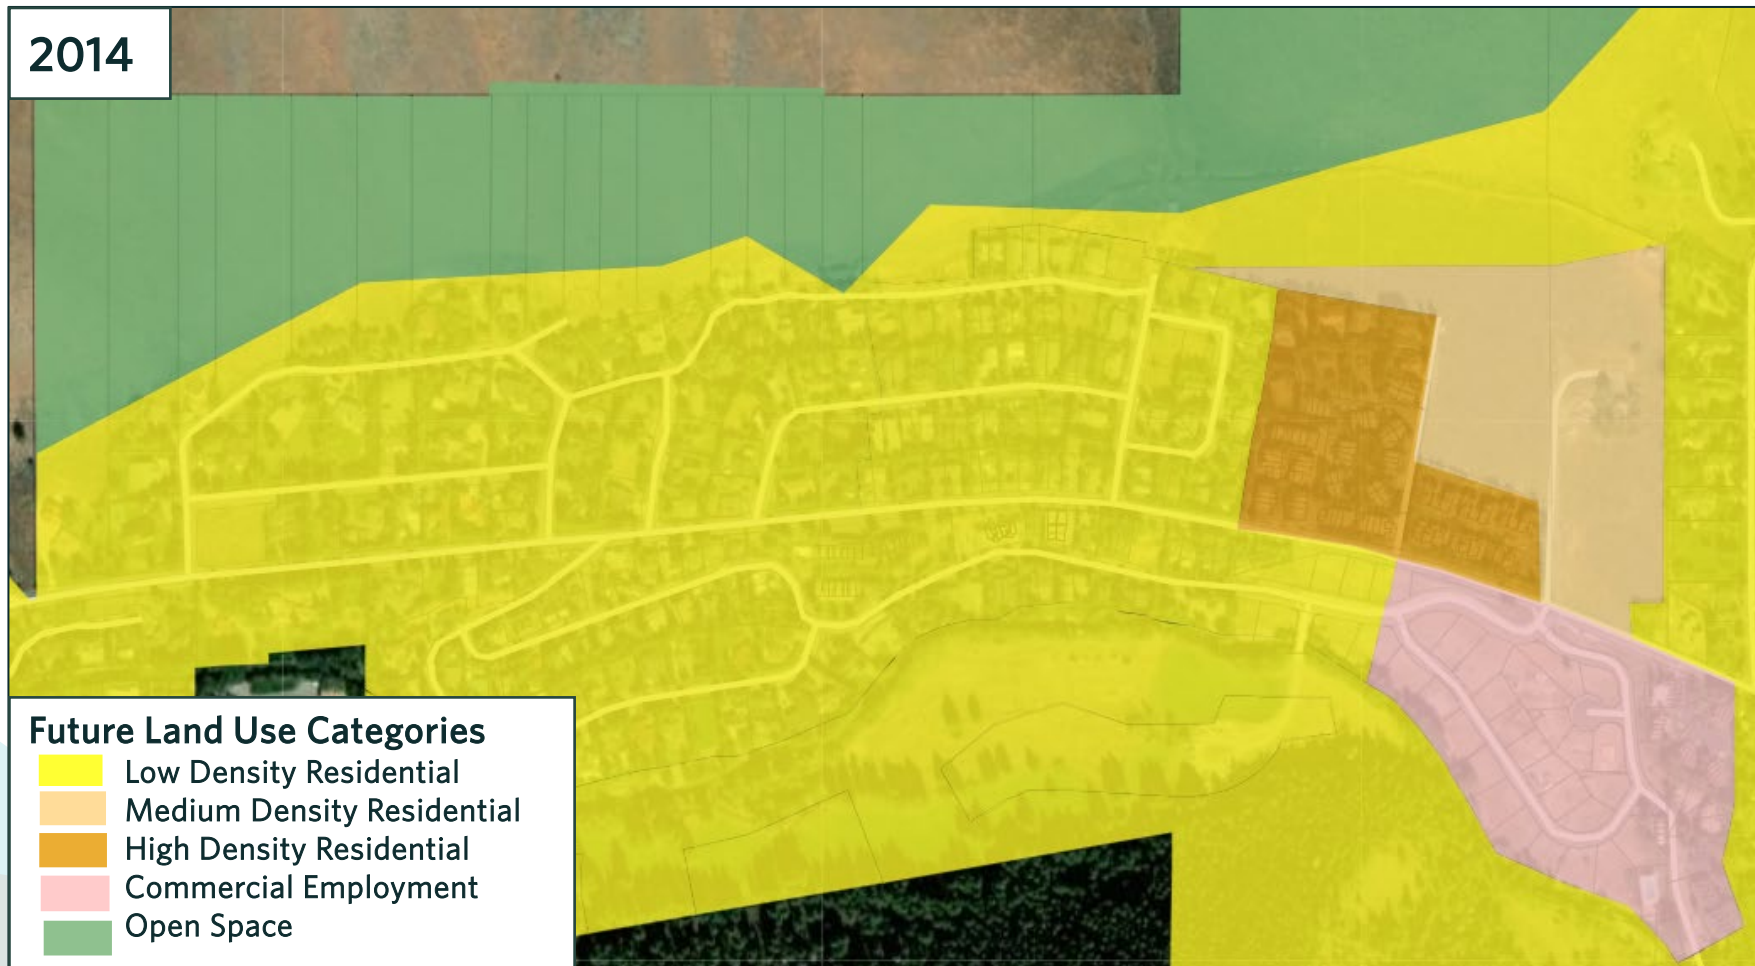 2014
Future Land Use Categories
Low Density Residential
Medium Density Residential
High Density Residential
Commercial Employment
Open Space